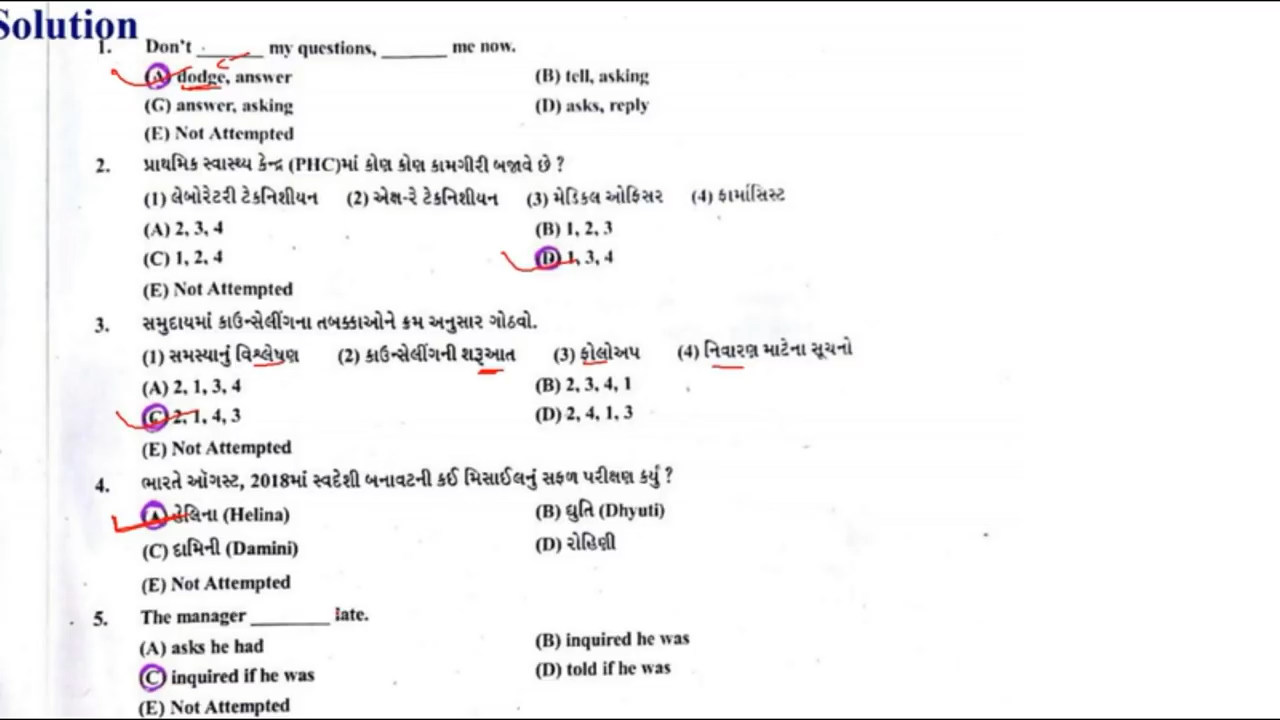 Solution
1. Don't ______ my questions, ______ me now.
(A) dodge, answer (B) tell, asking
(C) answer, asking (D) asks, reply
(E) Not Attempted
2. પ્રાથમિક સ્વાસ્થ્ય કેન્દ્ર (PHC)માં કોણ કોણ કામગીરી બજાવે છે ?
(1) લેબોરેટરી ટેકનિશીયન (2) એક્ષ-રે ટેકનિશીયન (3) મેડિકલ ઓફિસર (4) ફાર્માસિસ્ટ
(A) 2, 3, 4 (B) 1, 2, 3
(C) 1, 2, 4 (D) 1, 3, 4
(E) Not Attempted
3. સમુદાયમાં કાઉન્સેલીંગના તબક્કાઓને ક્રમ અનુસાર ગોઠવો.
(1) સમસ્યાનું વિશ્લેષણ (2) કાઉન્સેલીંગની શરૂઆત (3) ફોલોઅપ (4) નિવારણ માટેના સૂચનો
(A) 2, 1, 3, 4 (B) 2, 3, 4, 1
(C) 2, 1, 4, 3 (D) 2, 4, 1, 3
(E) Not Attempted
4. ભારતે ઑગસ્ટ, 2018માં સ્વદેશી બનાવટની કઈ મિસાઈલનું સફળ પરીક્ષણ કર્યું ?
(A) હેલિના (Helina) (B) ધુતિ (Dhyuti)
(C) દામિની (Damini) (D) રોહિણી
(E) Not Attempted
5. The manager ________ late.
(A) asks he had (B) inquired he was
(C) inquired if he was (D) told if he was
(E) Not Attempted